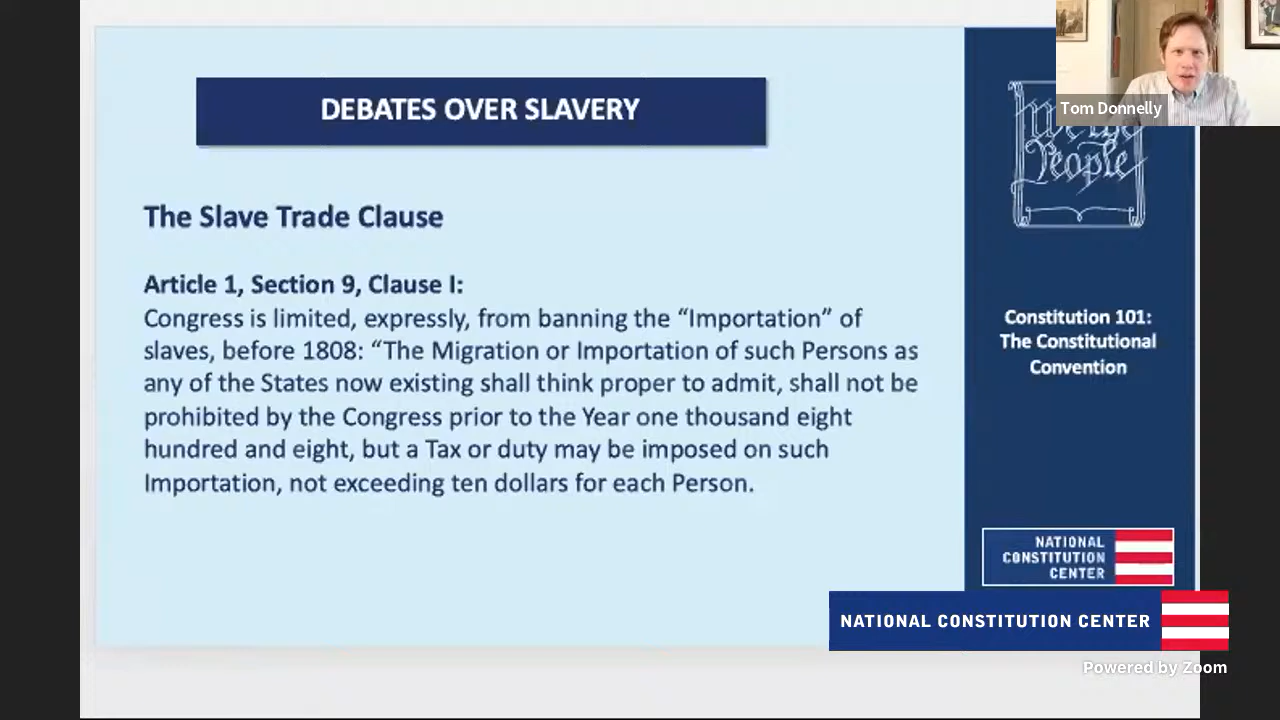 DEBATES OVER SLAVERY
The Slave Trade Clause
Article 1, Section 9, Clause I:
Congress is limited, expressly, from banning the “Importation” of
slaves, before 1808: “The Migration or Importation of such Persons as
any of the States now existing shall think proper to admit, shall not be
prohibited by the Congress prior to the Year one thousand eight
hundred and eight, but a Tax or duty may be imposed on such
Importation, not exceeding ten dollars for each Person.
Tom Donnelly
We the
People
Constitution 101:
The Constitutional
Convention
NATIONAL
CONSTITUTION
CENTER
NATIONAL CONSTITUTION CENTER
Powered by Zoom